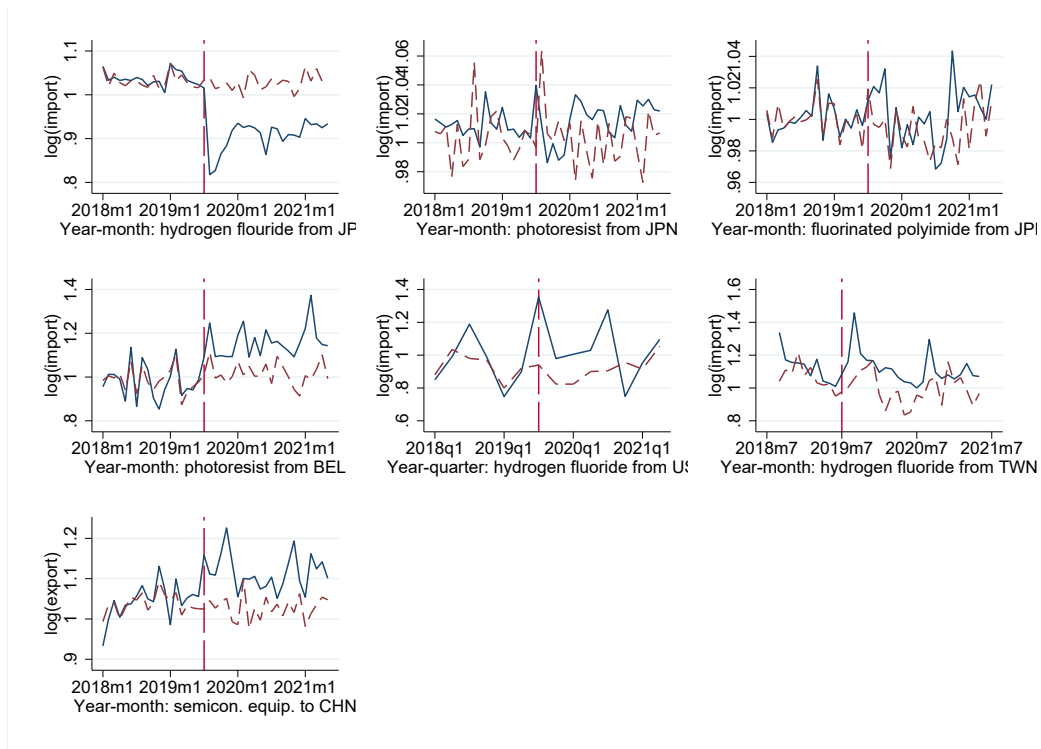 1.1
1
.9
.8
log(import)
2018m1 2019m1 2020m1 2021m1
Year-month: hydrogen flouride from JP
1.06
1.04
1.02
1
.98
log(import)
2018m1 2019m1 2020m1 2021m1
Year-month: photoresist from JPN
1.04
1.02
1
.98
.96
log(import)
2018m1 2019m1 2020m1 2021m1
Year-month: fluorinated polyimide from JP
1.4
1.2
1
.8
log(import)
2018m1 2019m1 2020m1 2021m1
Year-month: photoresist from BEL
1.4
1.2
1
.8
.6
log(import)
2018q1 2019q1 2020q1 2021q1
Year-quarter: hydrogen fluoride from US
1.6
1.4
1.2
1
.8
log(import)
2018m7 2019m7 2020m7 2021m7
Year-month: hydrogen fluoride from TWN
1.2
1.1
1
.9
log(export)
2018m1 2019m1 2020m1 2021m1
Year-month: semicon. equip. to CHN